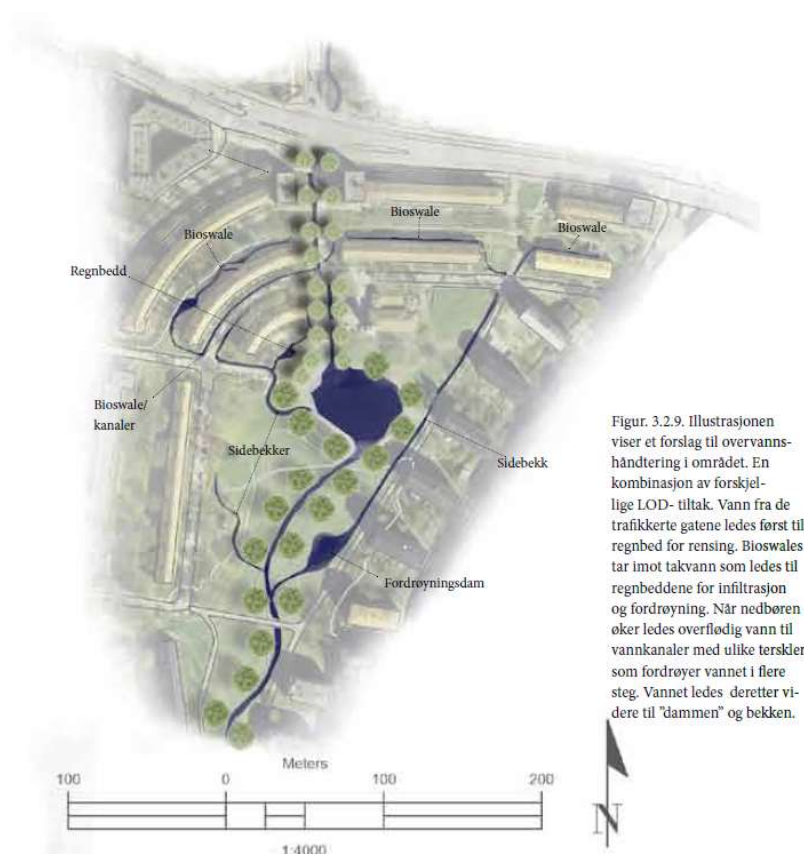 Bioswale
Bioswale
Bioswale
Regnbedd
Bioswale/
kanaler
Sidebekker
Sidebekk
Fordrøyningsdam
Figur. 3.2.9. Illustrasjonen
viser et forslag til overvanns-
håndtering i området. En
kombinasjon av forskjel-
lige LOD- tiltak. Vann fra de
trafikkerte gatene ledes først til
regnbed for rensing. Bioswales
tar imot takvann som ledes til
regnbeddene for infiltrasjon
og fordrøyning. Når nedbøren
øker ledes overflødig vann til
vannkanaler med ulike terskler
som fordrøyer vannet i flere
steg. Vannet ledes deretter vi-
dere til "dammen" og bekken.
Meters
100 0 100 200
1:4000
N